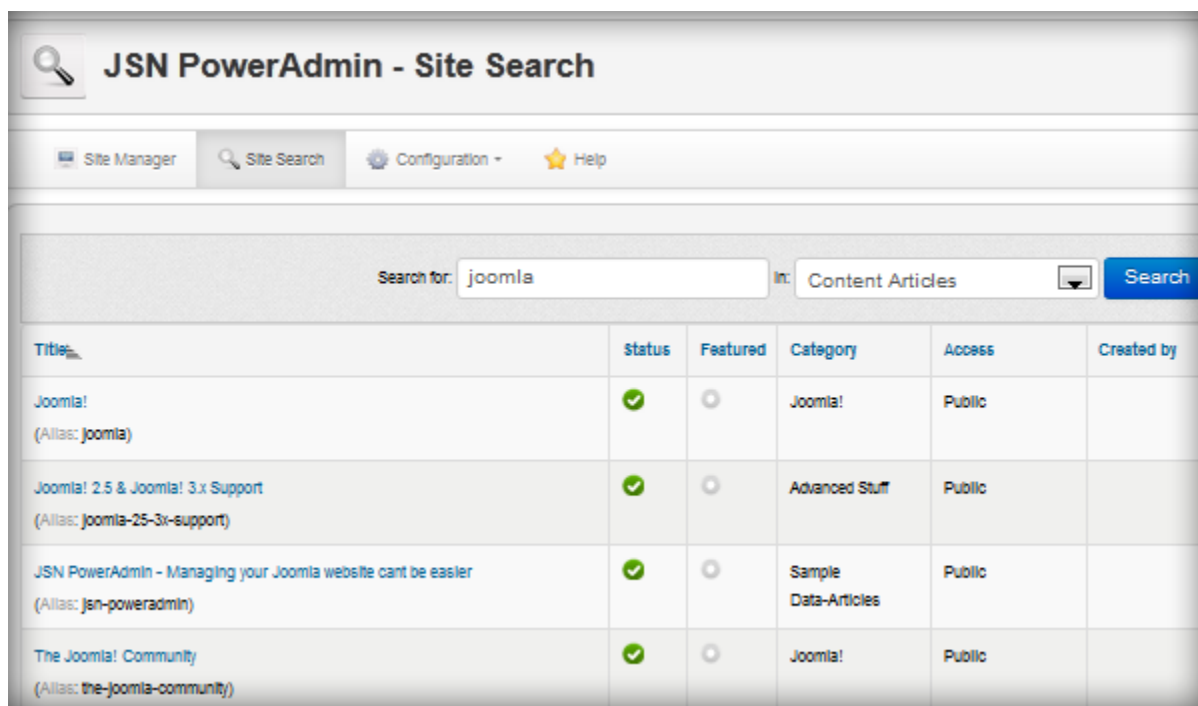 JSN PowerAdmin - Site Search
Site Manager Site Search Configuration Help
Search for: joomla In: Content Articles Search
Title Status Featured Category Access Created by
Joomla! Joomla! Public
(Alias: joomla)
Joomla! 2.5 & Joomla! 3.x Support Advanced Stuff Public
(Alias: joomla-25-3x-support)
JSN PowerAdmin - Managing your Joomla website cant be easier Sample Public
(Alias: jsn-poweradmin) Data-Articles
The Joomla! Community Joomla! Public
(Alias: the-joomla-community)